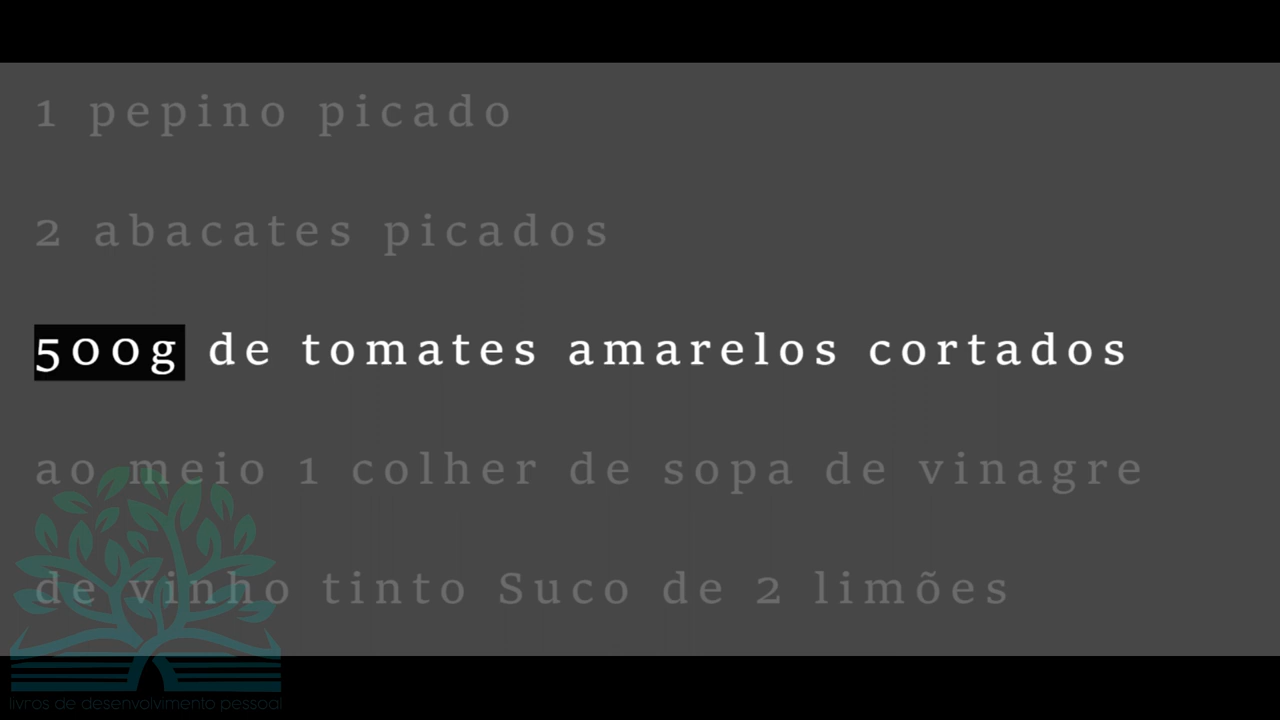 1 pepino picado
2 abacates picados
500g de tomates amarelos cortados
ao meio 1 colher de sopa de vinagre
de vinho tinto Suco de 2 limões
livros de desenvolvimento pessoal